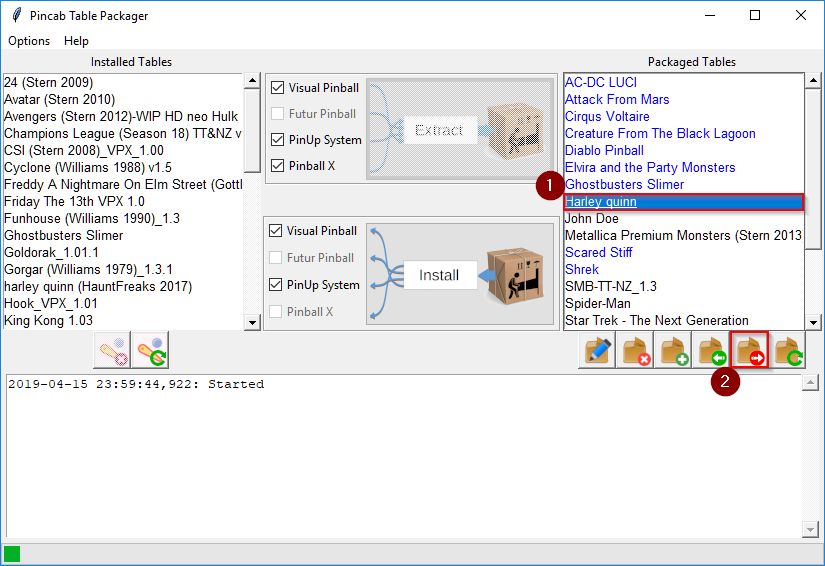 Pincab Table Packager
Options Help
Installed Tables
24 (Stern 2009)
Avatar (Stern 2010)
Avengers (Stern 2012)-WIP HD neo Hulk
Champions League (Season 18) TT&NZ v
CSI (Stern 2008)_VPX_1.00
Cyclone (Williams 1988) v1.5
Freddy A Nightmare On Elm Street (Gottl
Friday The 13th VPX 1.0
Funhouse (Williams 1990)_1.3
Ghostbusters Slimer
Goldorak_1.01.1
Gorgar (Williams 1979)_1.3.1
harley quinn (HauntFreaks 2017)
Hook_VPX_1.01
King Kong 1.03
Visual Pinball
Futur Pinball
PinUp System
Pinball X
Extract
Visual Pinball
Futur Pinball
PinUp System
Pinball X
Install
Packaged Tables
AC-DC LUCI
Attack From Mars
Cirqus Voltaire
Creature From The Black Lagoon
Diablo Pinball
Elvira and the Party Monsters
Ghostbusters Slimer
1
Harley quinn
John Doe
Metallica Premium Monsters (Stern 2013
Scared Stiff
Shrek
SMB-TT-NZ_1.3
Spider-Man
Star Trek - The Next Generation
2
2019-04-15 23:59:44,922: Started